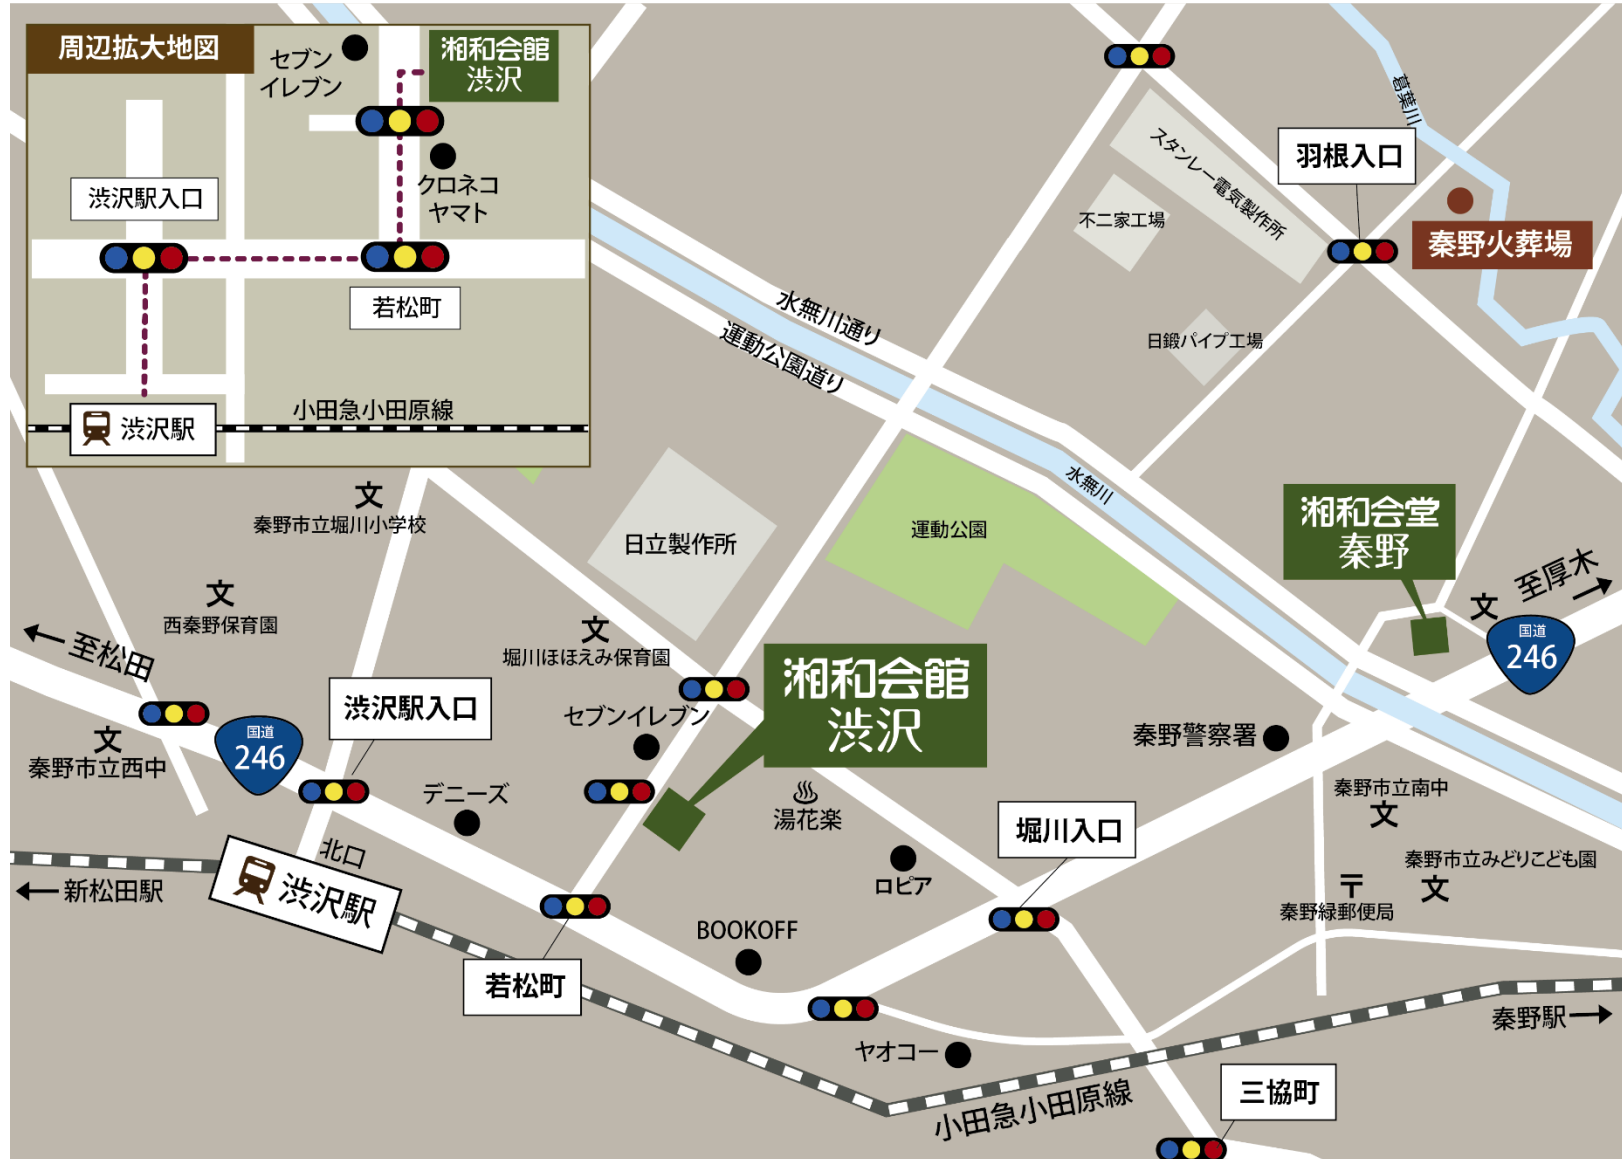 周辺拡大地図
セブン
イレブン
湘和会館
渋沢
クロネコ
ヤマト
渋沢駅入口
若松町
小田急小田原線
渋沢駅
葛葉川
スタンレー電気製作所
羽根入口
不二家工場
秦野火葬場
水無川通り
運動公園道り
日鍛パイプ工場
水無川
文
秦野市立堀川小学校
日立製作所
運動公園
湘和会堂
秦野
至厚木
文
西秦野保育園
文
堀川ほほえみ保育園
文
国道
246
至松田
湘和会館
渋沢
渋沢駅入口
セブンイレブン
国道
246
文
秦野市立西中
秦野警察署
デニーズ
湯花楽
秦野市立南中
文
堀川入口
北口
渋沢駅
新松田駅
ロピア
秦野市立みどりこども園
文
〒
秦野緑郵便局
BOOKOFF
若松町
秦野駅
ヤオコー
小田急小田原線
三協町